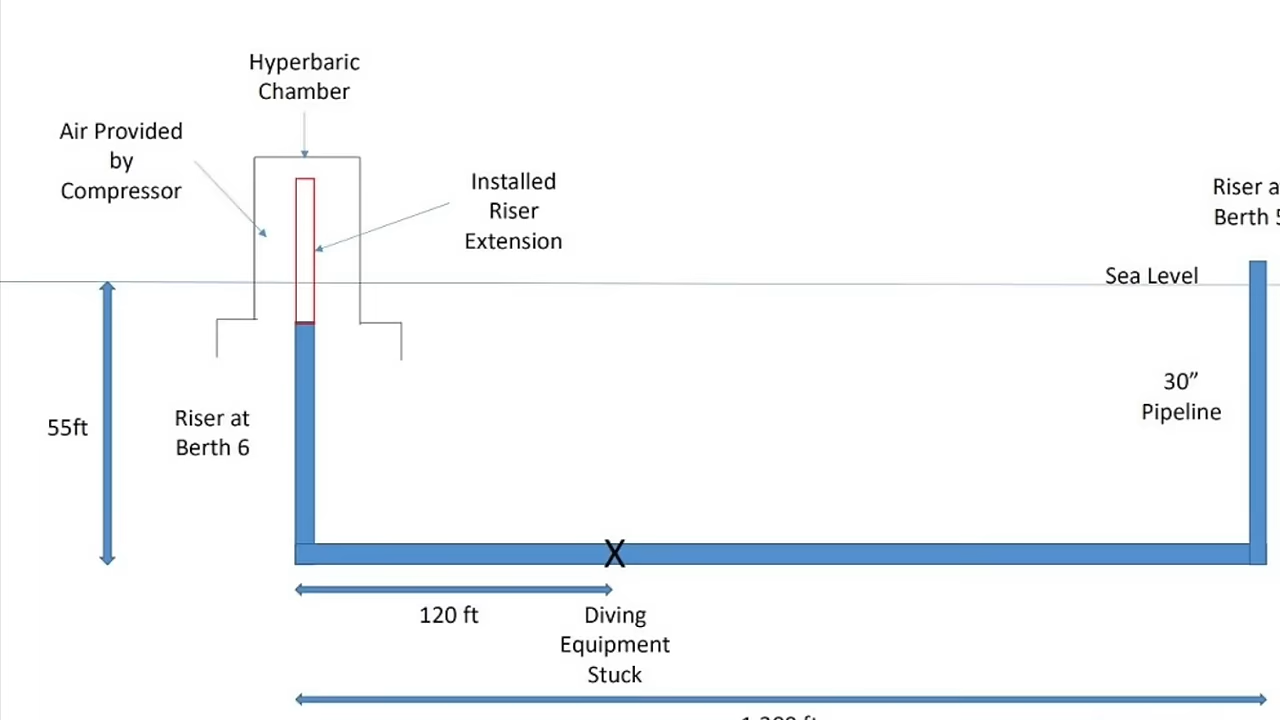 Hyperbaric
Chamber
Air Provided
by
Compressor
Installed
Riser
Extension
Riser
Berth
Sea Level
30”
Pipeline
55ft
Riser at
Berth 6
X
120 ft
Diving
Equipment
Stuck